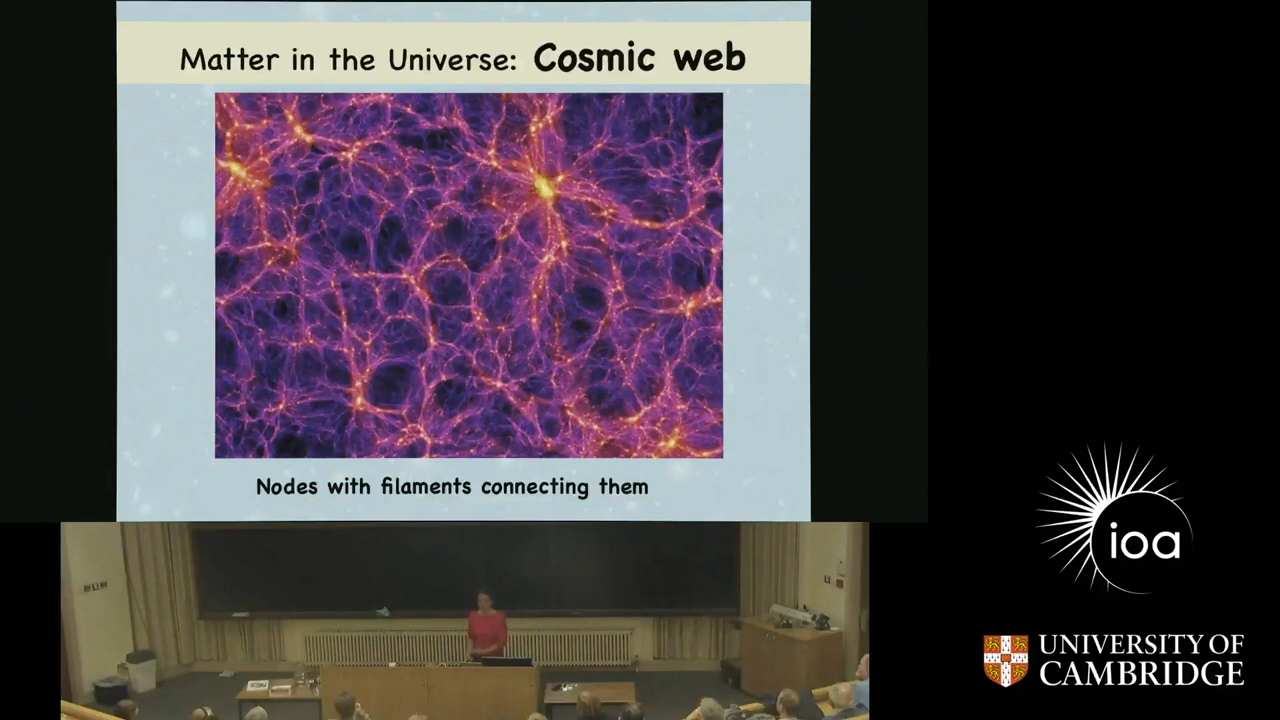 Matter in the Universe: Cosmic web
Nodes with filaments connecting them
ioa
UNIVERSITY OF
CAMBRIDGE